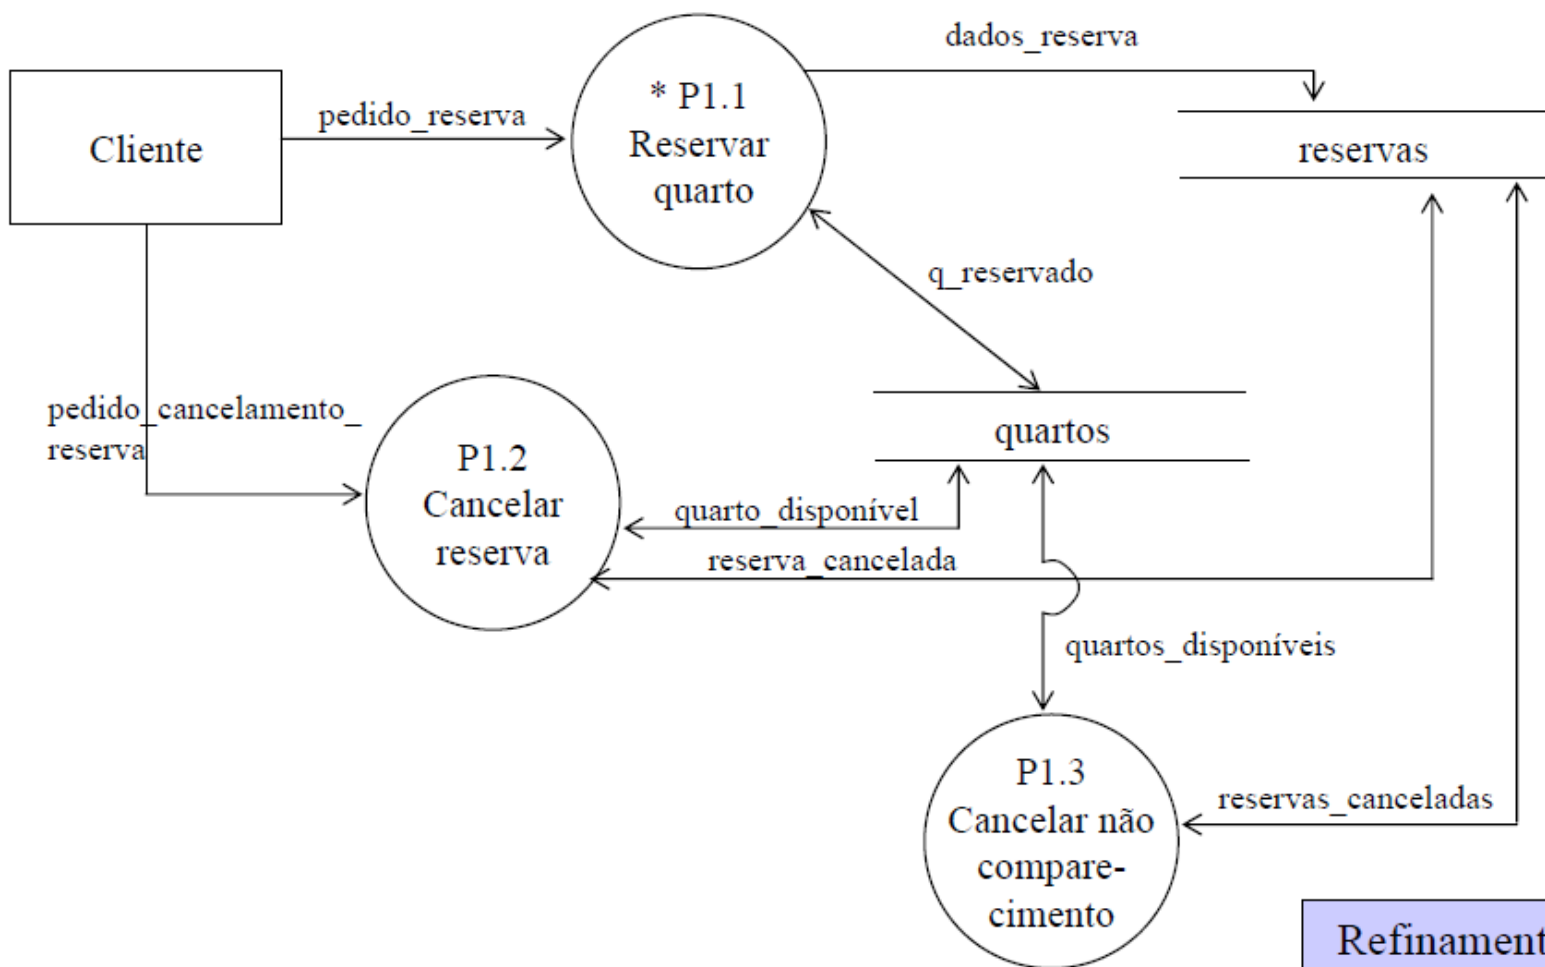 dados_reserva
* P1.1
Reservar
quarto
pedido_reserva
Cliente
reservas
q_reservado
pedido_cancelamento_
reserva
quartos
P1.2
Cancelar
reserva
quarto_disponível
reserva_cancelada
quartos_disponíveis
P1.3
Cancelar não
compare-
cimento
reservas_canceladas
Refinament